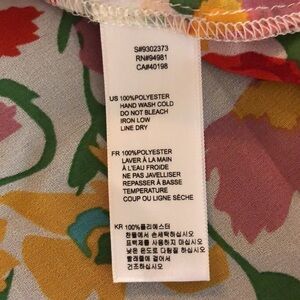 S#9302373
RN#94981
CA#40198
US 100%POLYESTER
HAND WASH COLD
DO NOT BLEACH
IRON LOW
LINE DRY
FR 100%POLYESTER
LAVER À LA MAIN
À L'EAU FROIDE
NE PAS JAVELLISER
REPASSER À BASSE
TEMPERATURE
COUP OU LIGNE SÉCHE
KR 100%폴리에스터
찬물에서 손세탁하십시오
표백제를 사용하지 마십시오
낮은 온도로 다림하십시오
빨래줄에 걸어서
건조하십시오